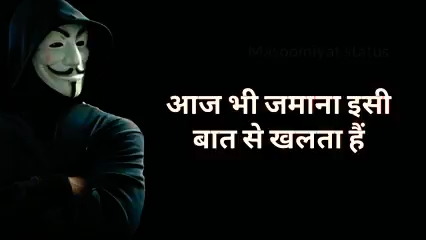 आज भी जमाना इसी
बात से खलता हैं